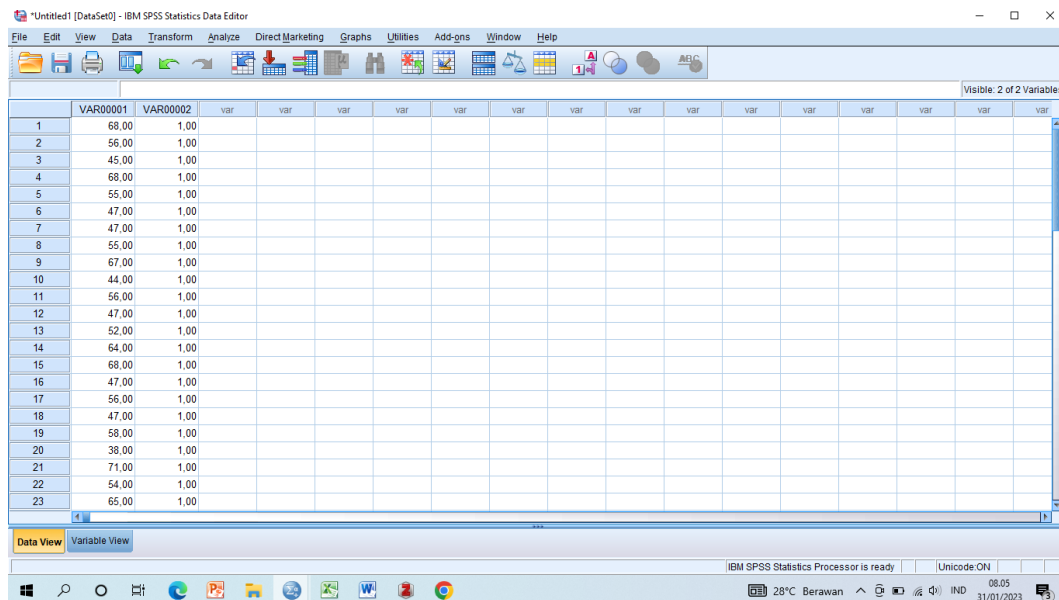 *Untitled1 [DataSet0] - IBM SPSS Statistics Data Editor
File Edit View Data Transform Analyze Direct Marketing Graphs Utilities Add-ons Window Help
Visible: 2 of 2 Variable
VAR00001 VAR00002 var var var var var var var var var var var var var var var
1 68,00 1,00
2 56,00 1,00
3 45,00 1,00
4 68,00 1,00
5 55,00 1,00
6 47,00 1,00
7 47,00 1,00
8 55,00 1,00
9 67,00 1,00
10 44,00 1,00
11 56,00 1,00
12 47,00 1,00
13 52,00 1,00
14 64,00 1,00
15 68,00 1,00
16 47,00 1,00
17 56,00 1,00
18 47,00 1,00
19 58,00 1,00
20 38,00 1,00
21 71,00 1,00
22 54,00 1,00
23 65,00 1,00
Data View Variable View
IBM SPSS Statistics Processor is ready Unicode:ON
28°C Berawan IND 08.05
31/01/2023